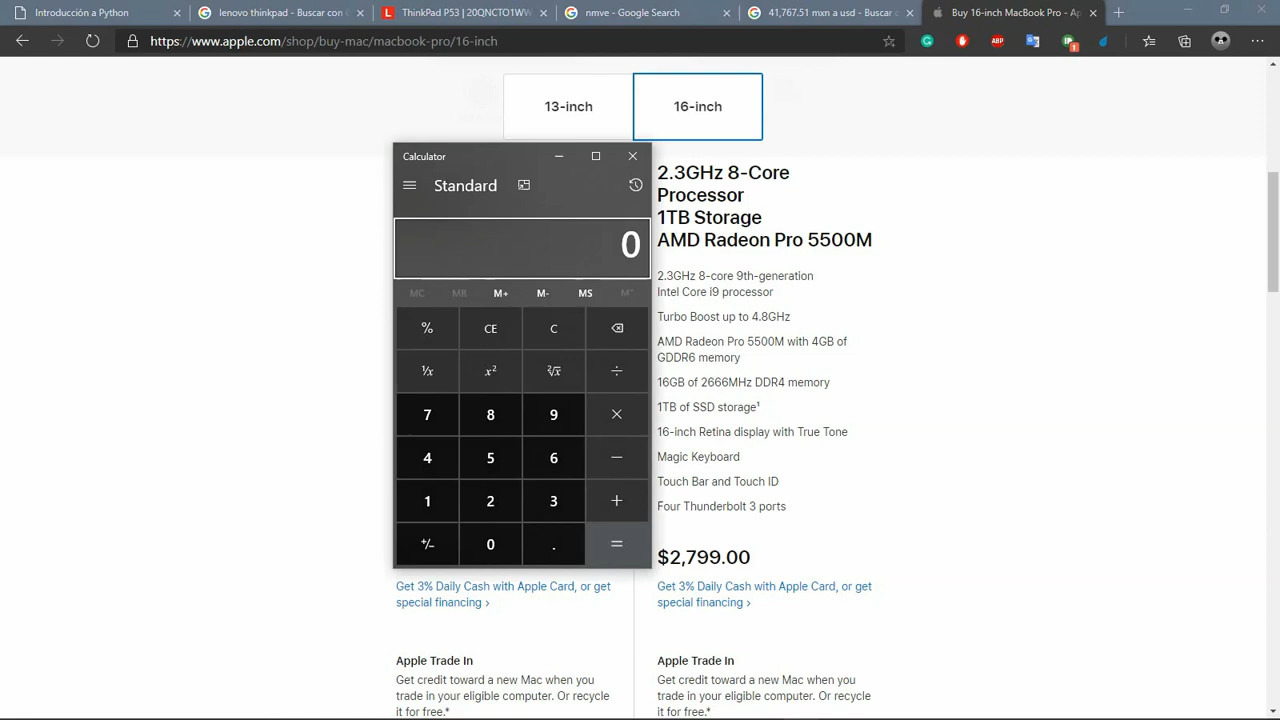 Introducción a Python
lenovo thinkpad - Buscar con G
ThinkPad P53 | 20QNCTO1WW
nmve - Google Search
41,767.51 mxn a usd - Buscar c
Buy 16-inch MacBook Pro - Ap
https://www.apple.com/shop/buy-mac/macbook-pro/16-inch
ABP
1
13-inch
16-inch
Calculator
Standard
0
MC MR M+ M- MS M˅
% CE C
¹/x x² ²√x ÷
7 8 9 ×
4 5 6 −
1 2 3 +
+/− 0 . =
2.3GHz 8-Core
Processor
1TB Storage
AMD Radeon Pro 5500M
2.3GHz 8-core 9th-generation
Intel Core i9 processor
Turbo Boost up to 4.8GHz
AMD Radeon Pro 5500M with 4GB of
GDDR6 memory
16GB of 2666MHz DDR4 memory
1TB of SSD storage¹
16-inch Retina display with True Tone
Magic Keyboard
Touch Bar and Touch ID
Four Thunderbolt 3 ports
$2,799.00
Get 3% Daily Cash with Apple Card, or get
special financing >
Get 3% Daily Cash with Apple Card, or get
special financing >
Apple Trade In
Get credit toward a new Mac when you
trade in your eligible computer. Or recycle
it for free.*
Apple Trade In
Get credit toward a new Mac when you
trade in your eligible computer. Or recycle
it for free.*